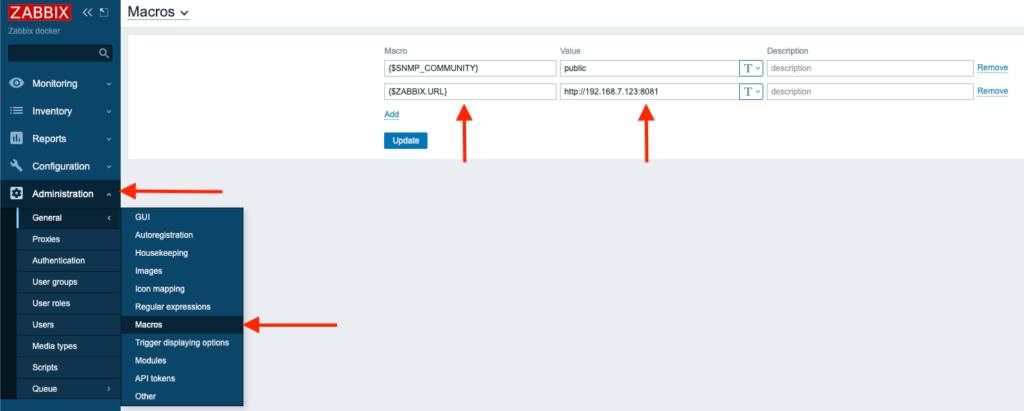 ZABBIX
Zabbix docker
Monitoring
Inventory
Reports
Configuration
Administration
General
Proxies
Authentication
User groups
User roles
Users
Media types
Scripts
Queue
GUI
Autoregistration
Housekeeping
Images
Icon mapping
Regular expressions
Macros
Trigger displaying options
Modules
API tokens
Other
Macros
Macro Value Description
{$SNMP_COMMUNITY} public T description Remove
{$ZABBIX.URL} http://192.168.7.123:8081 T description Remove
Add
Update